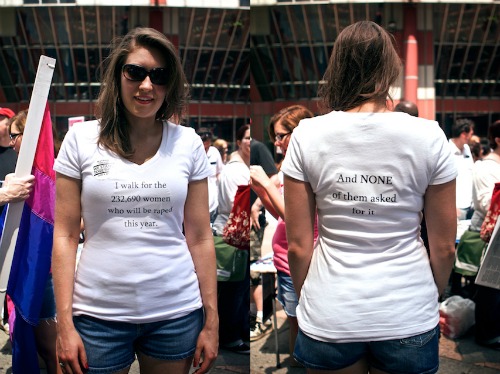 I walk for the
232,690 women
who will be raped
this year.
And NONE
of them asked
for it